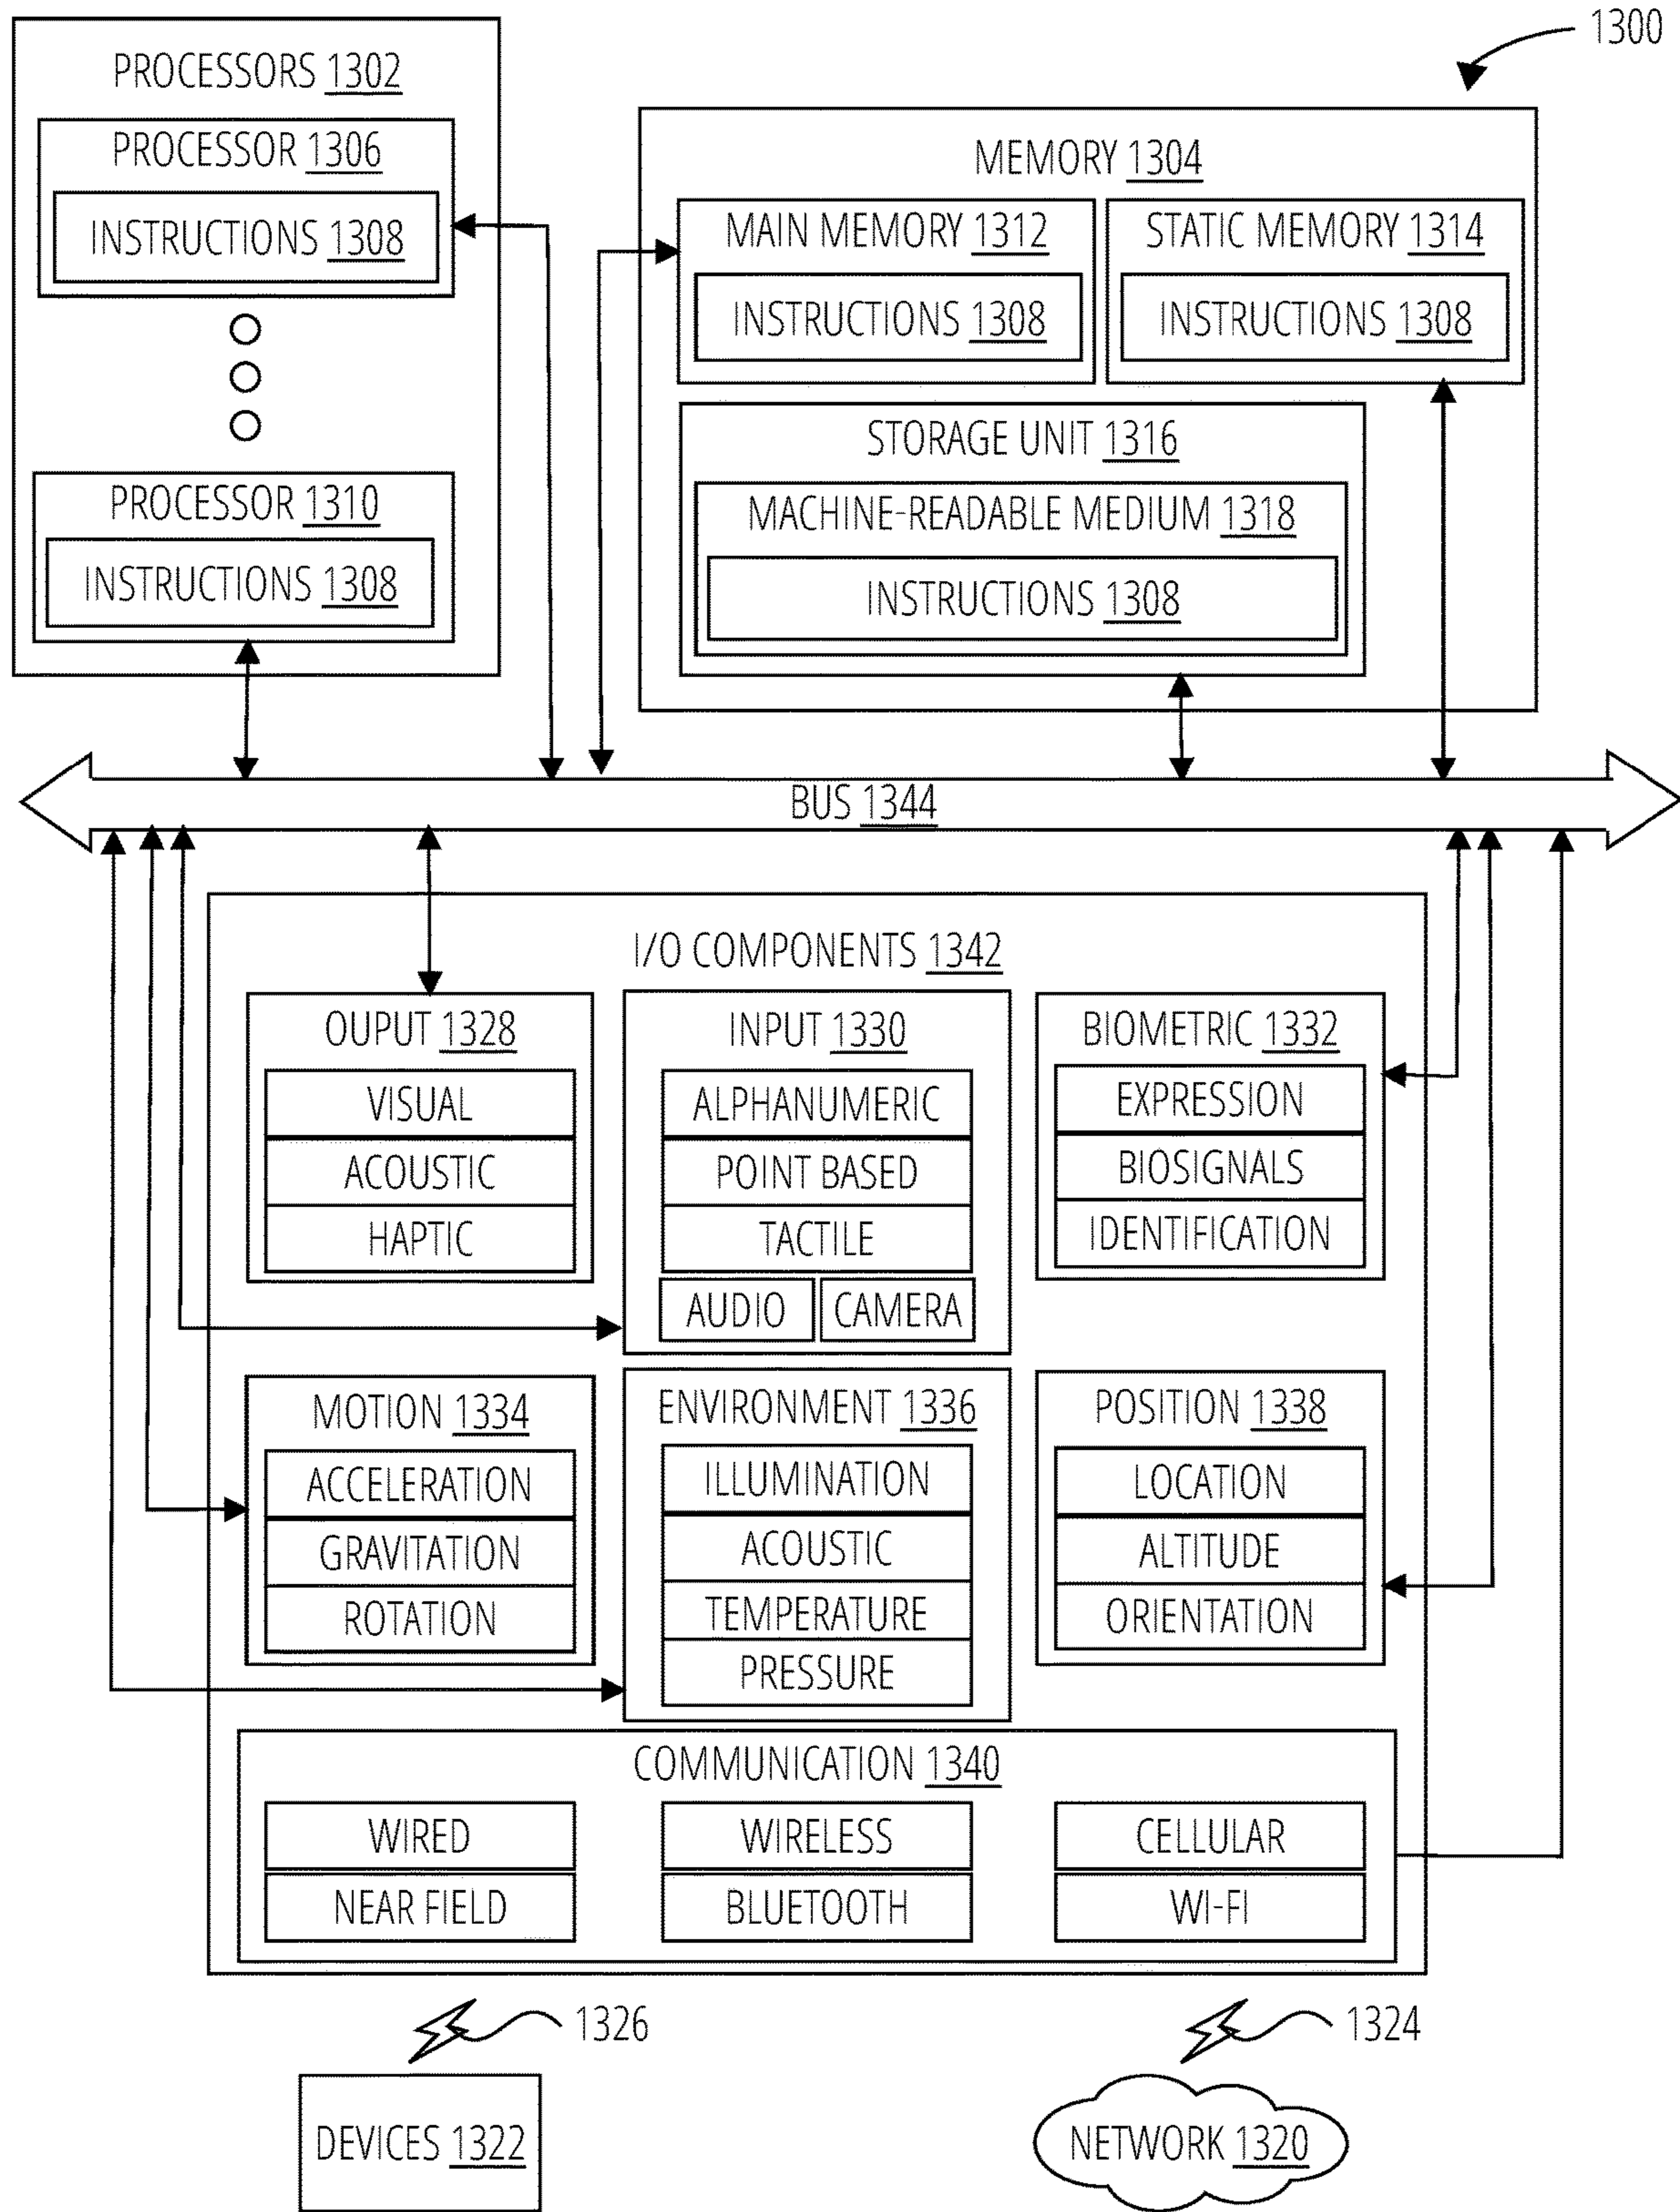 1300
PROCESSORS 1302
PROCESSOR 1306
INSTRUCTIONS 1308
PROCESSOR 1310
INSTRUCTIONS 1308
MEMORY 1304
MAIN MEMORY 1312
INSTRUCTIONS 1308
STATIC MEMORY 1314
INSTRUCTIONS 1308
STORAGE UNIT 1316
MACHINE-READABLE MEDIUM 1318
INSTRUCTIONS 1308
BUS 1344
I/O COMPONENTS 1342
OUPUT 1328
VISUAL
ACOUSTIC
HAPTIC
INPUT 1330
ALPHANUMERIC
POINT BASED
TACTILE
AUDIO
CAMERA
BIOMETRIC 1332
EXPRESSION
BIOSIGNALS
IDENTIFICATION
MOTION 1334
ACCELERATION
GRAVITATION
ROTATION
ENVIRONMENT 1336
ILLUMINATION
ACOUSTIC
TEMPERATURE
PRESSURE
POSITION 1338
LOCATION
ALTITUDE
ORIENTATION
COMMUNICATION 1340
WIRED
WIRELESS
CELLULAR
NEAR FIELD
BLUETOOTH
WI-FI
1326
1324
DEVICES 1322
NETWORK 1320